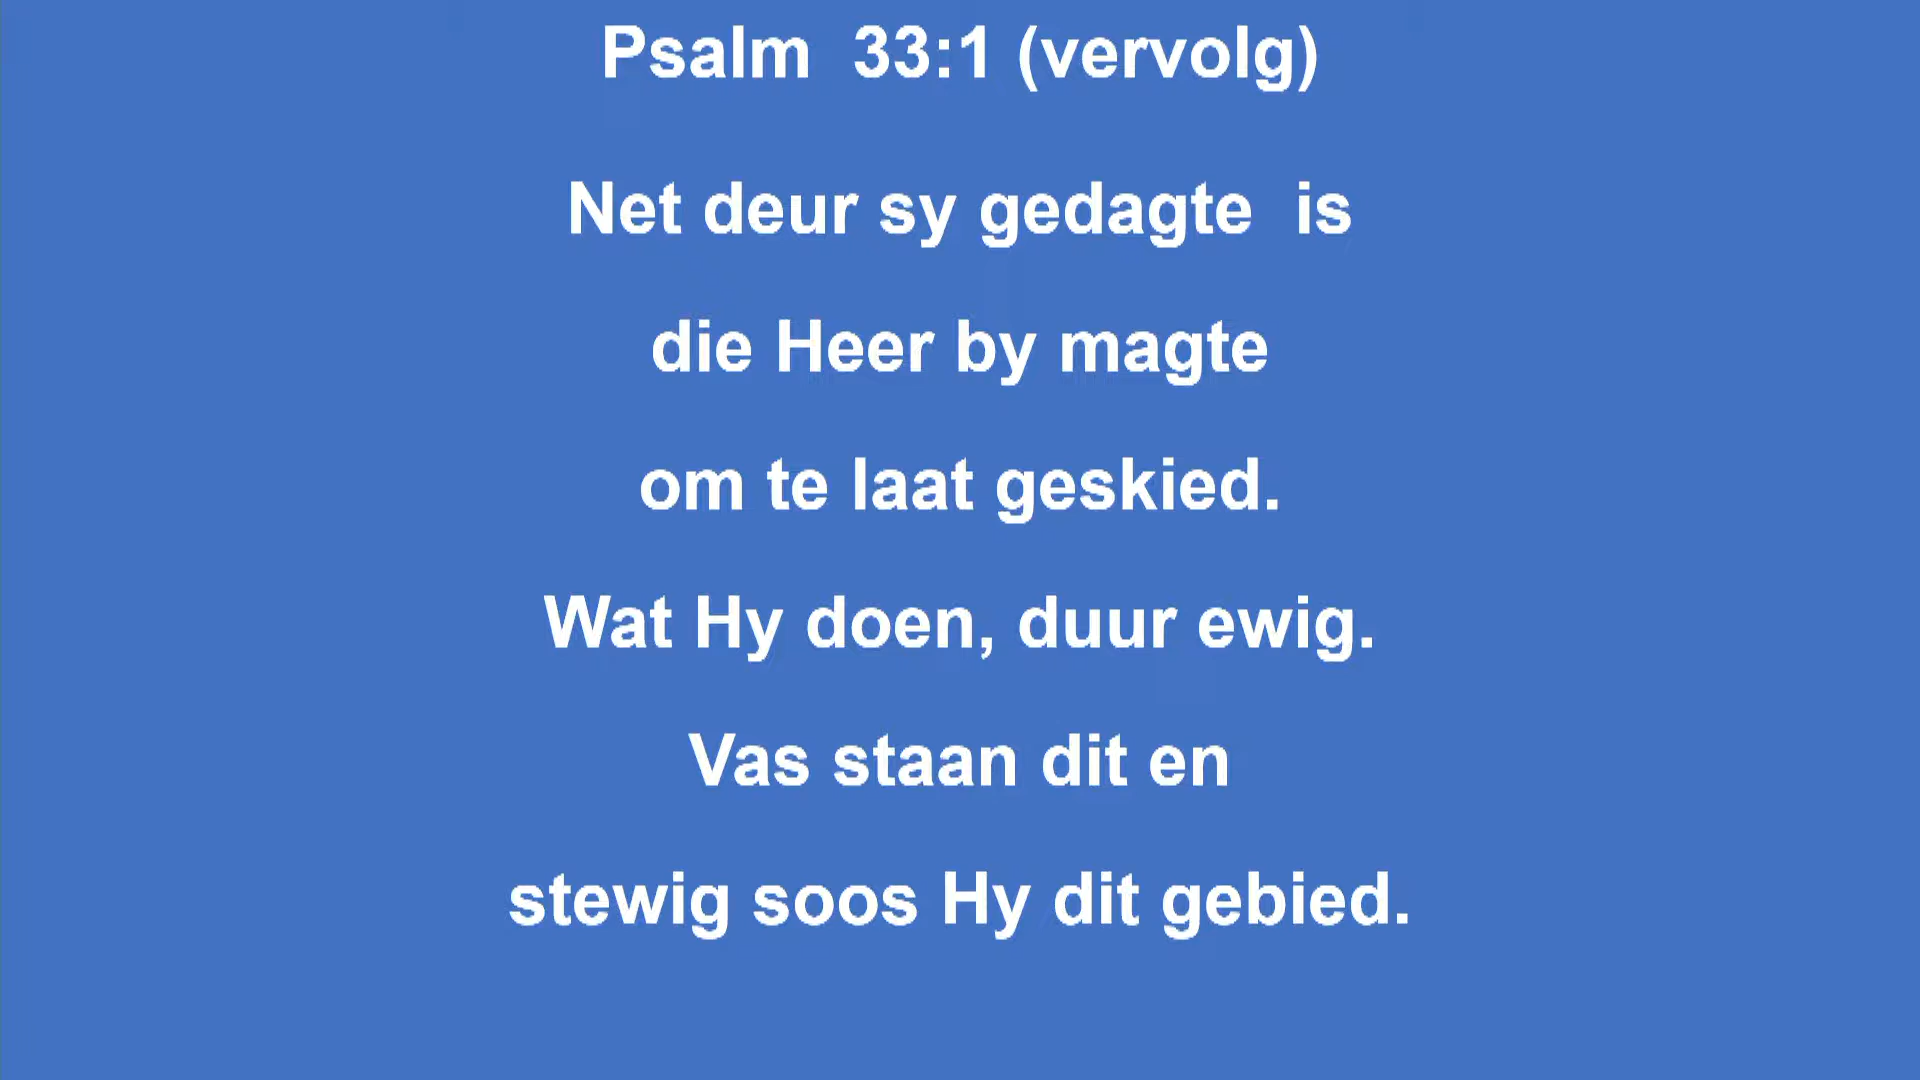 Psalm  33:1 (vervolg)
Net deur sy gedagte  is
die Heer by magte
om te laat geskied.
Wat Hy doen, duur ewig.
Vas staan dit en
stewig soos Hy dit gebied.